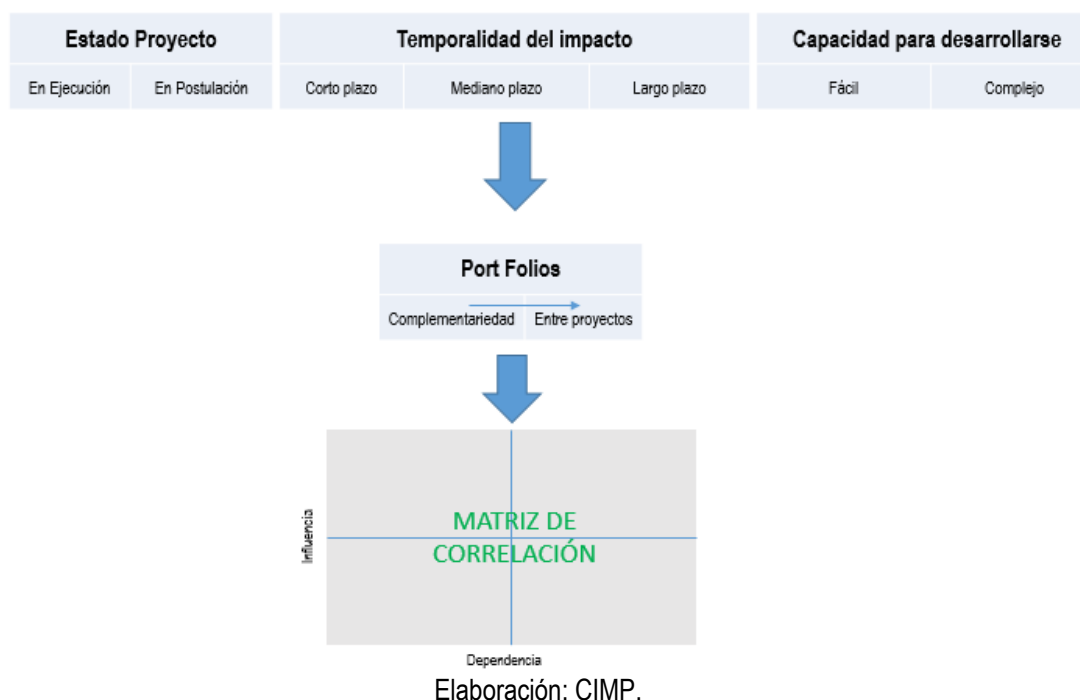 Estado Proyecto
Temporalidad del impacto
Capacidad para desarrollarse
En Ejecución
En Postulación
Corto plazo
Mediano plazo
Largo plazo
Fácil
Complejo
Port Folios
Complementariedad
Entre proyectos
Influencia
MATRIZ DE
CORRELACIÓN
Dependencia
Elaboración: CIMP.